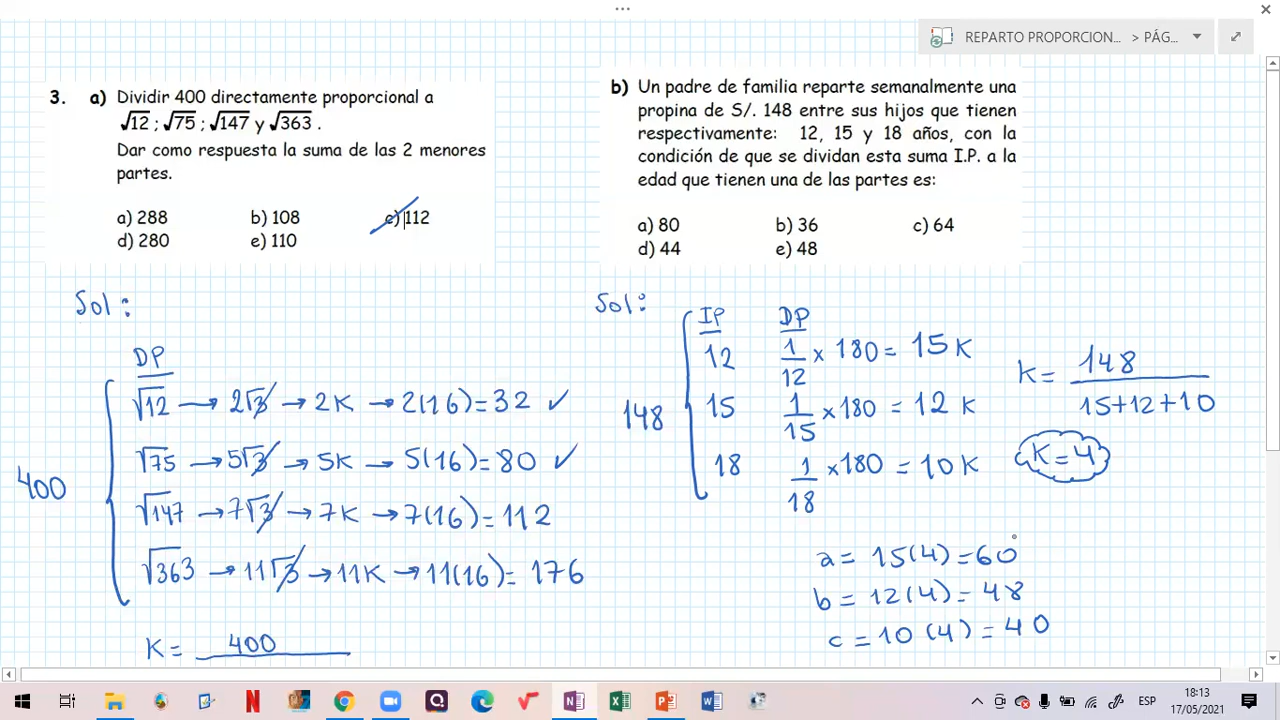 REPARTO PROPORCION... > PÁG...
3. a) Dividir 400 directamente proporcional a
√12 ; √75 ; √147 y √363 .
Dar como respuesta la suma de las 2 menores
partes.
a) 288 b) 108 c) 112
d) 280 e) 110
b) Un padre de familia reparte semanalmente una
propina de S/. 148 entre sus hijos que tienen
respectivamente: 12, 15 y 18 años, con la
condición de que se dividan esta suma I.P. a la
edad que tienen una de las partes es:
a) 80 b) 36 c) 64
d) 44 e) 48
Sol:
DP
400
√12 → 2√3 → 2K → 2(16)=32 ✓
√75 → 5√3 → 5K → 5(16)=80 ✓
√147 → 7√3 → 7K → 7(16)=112
√363 → 11√3 → 11K → 11(16)=176
K = 400
Sol:
IP DP
148
12 1/12 × 180 = 15K
15 1/15 × 180 = 12K
18 1/18 × 180 = 10K
K = 148/15+12+10
K=4
a = 15(4)=60
b = 12(4)=48
c = 10(4)=40
ESP
18:13
17/05/2021